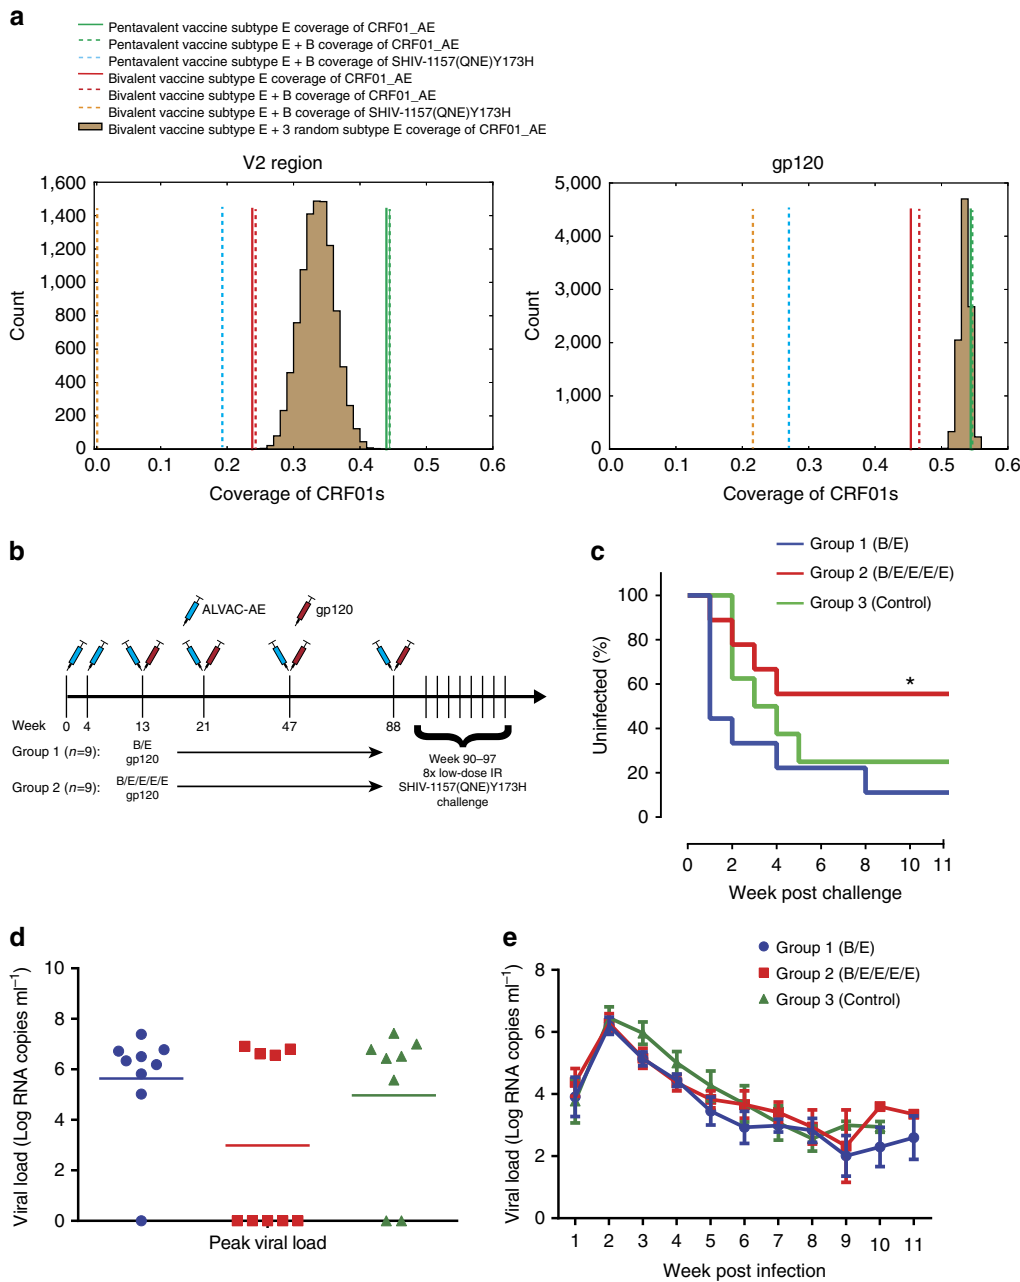 a
Pentavalent vaccine subtype E coverage of CRF01_AE
Pentavalent vaccine subtype E + B coverage of CRF01_AE
Pentavalent vaccine subtype E + B coverage of SHIV-1157(QNE)Y173H
Bivalent vaccine subtype E coverage of CRF01_AE
Bivalent vaccine subtype E + B coverage of CRF01_AE
Bivalent vaccine subtype E + B coverage of SHIV-1157(QNE)Y173H
Bivalent vaccine subtype E + 3 random subtype E coverage of CRF01_AE
V2 region
1,600
1,400
1,200
1,000
800
600
400
200
0
Count
0.0 0.1 0.2 0.3 0.4 0.5 0.6
Coverage of CRF01s
gp120
5,000
4,000
3,000
2,000
1,000
0
Count
0.0 0.1 0.2 0.3 0.4 0.5 0.6
Coverage of CRF01s
b
ALVAC-AE
gp120
Week 0 4 13 21 47 88
Group 1 (n=9):
B/E
gp120
Group 2 (n=9):
B/E/E/E/E
gp120
Week 90–97
8x low-dose IR
SHIV-1157(QNE)Y173H
challenge
c
Group 1 (B/E)
Group 2 (B/E/E/E/E)
Group 3 (Control)
100
80
60
40
20
0
Uninfected (%)
*
0 2 4 6 8 10 11
Week post challenge
d
10
8
6
4
2
0
Viral load (Log RNA copies ml−1)
Peak viral load
e
Group 1 (B/E)
Group 2 (B/E/E/E/E)
Group 3 (Control)
8
6
4
2
0
Viral load (Log RNA copies ml−1)
1 2 3 4 5 6 7 8 9 10 11
Week post infection